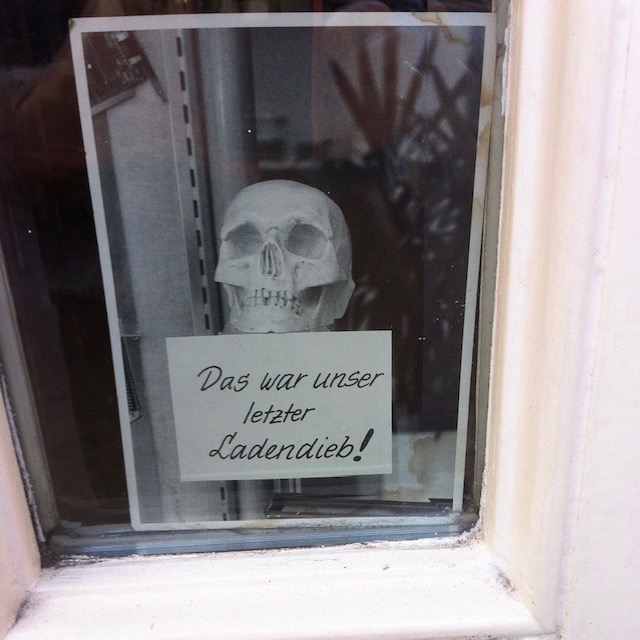 Das war unser
letzter
Ladendieb!